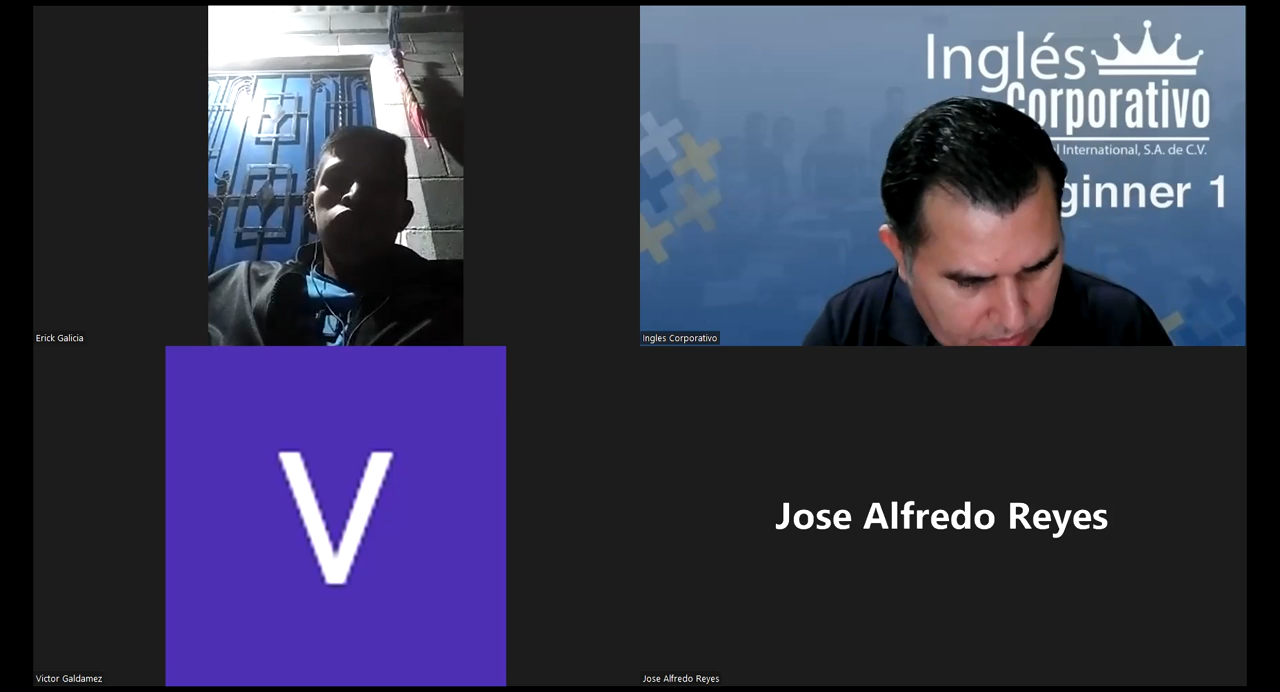 Inglés
Corporativo
l International, S.A. de C.V.
ginner 1
Erick Galicia
Ingles Corporativo
V
Jose Alfredo Reyes
Victor Galdamez
Jose Alfredo Reyes